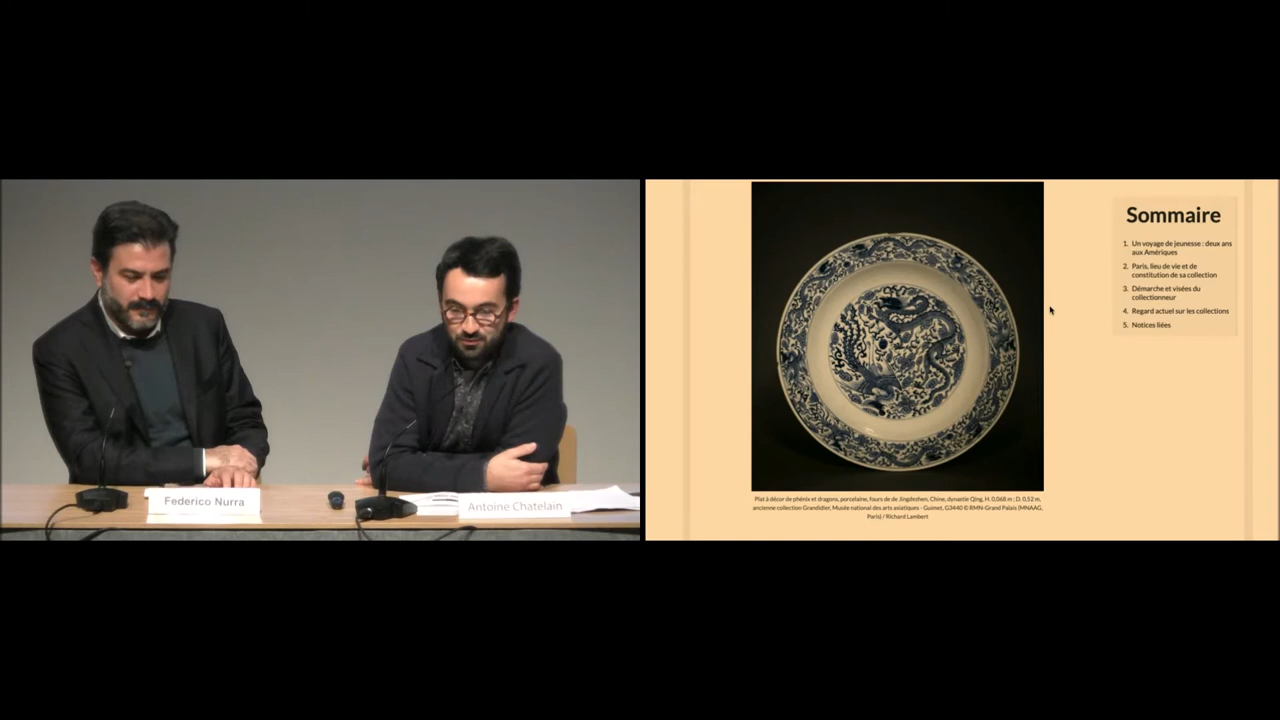 Federico Nurra
Antoine Chatelain
Sommaire
1. Un voyage de jeunesse : deux ans
aux Amériques
2. Paris, lieu de vie et de
constitution de sa collection
3. Démarche et visées du
collectionneur
4. Regard actuel sur les collections
5. Notices liées
Plat à décor de phénix et dragons, porcelaine, fours de de Jingdezhen, Chine, dynastie Qing, H. 0,068 m ; D. 0,52 m,
ancienne collection Grandidier, Musée national des arts asiatiques - Guimet, G3440 © RMN-Grand Palais (MNAAG,
Paris) / Richard Lambert